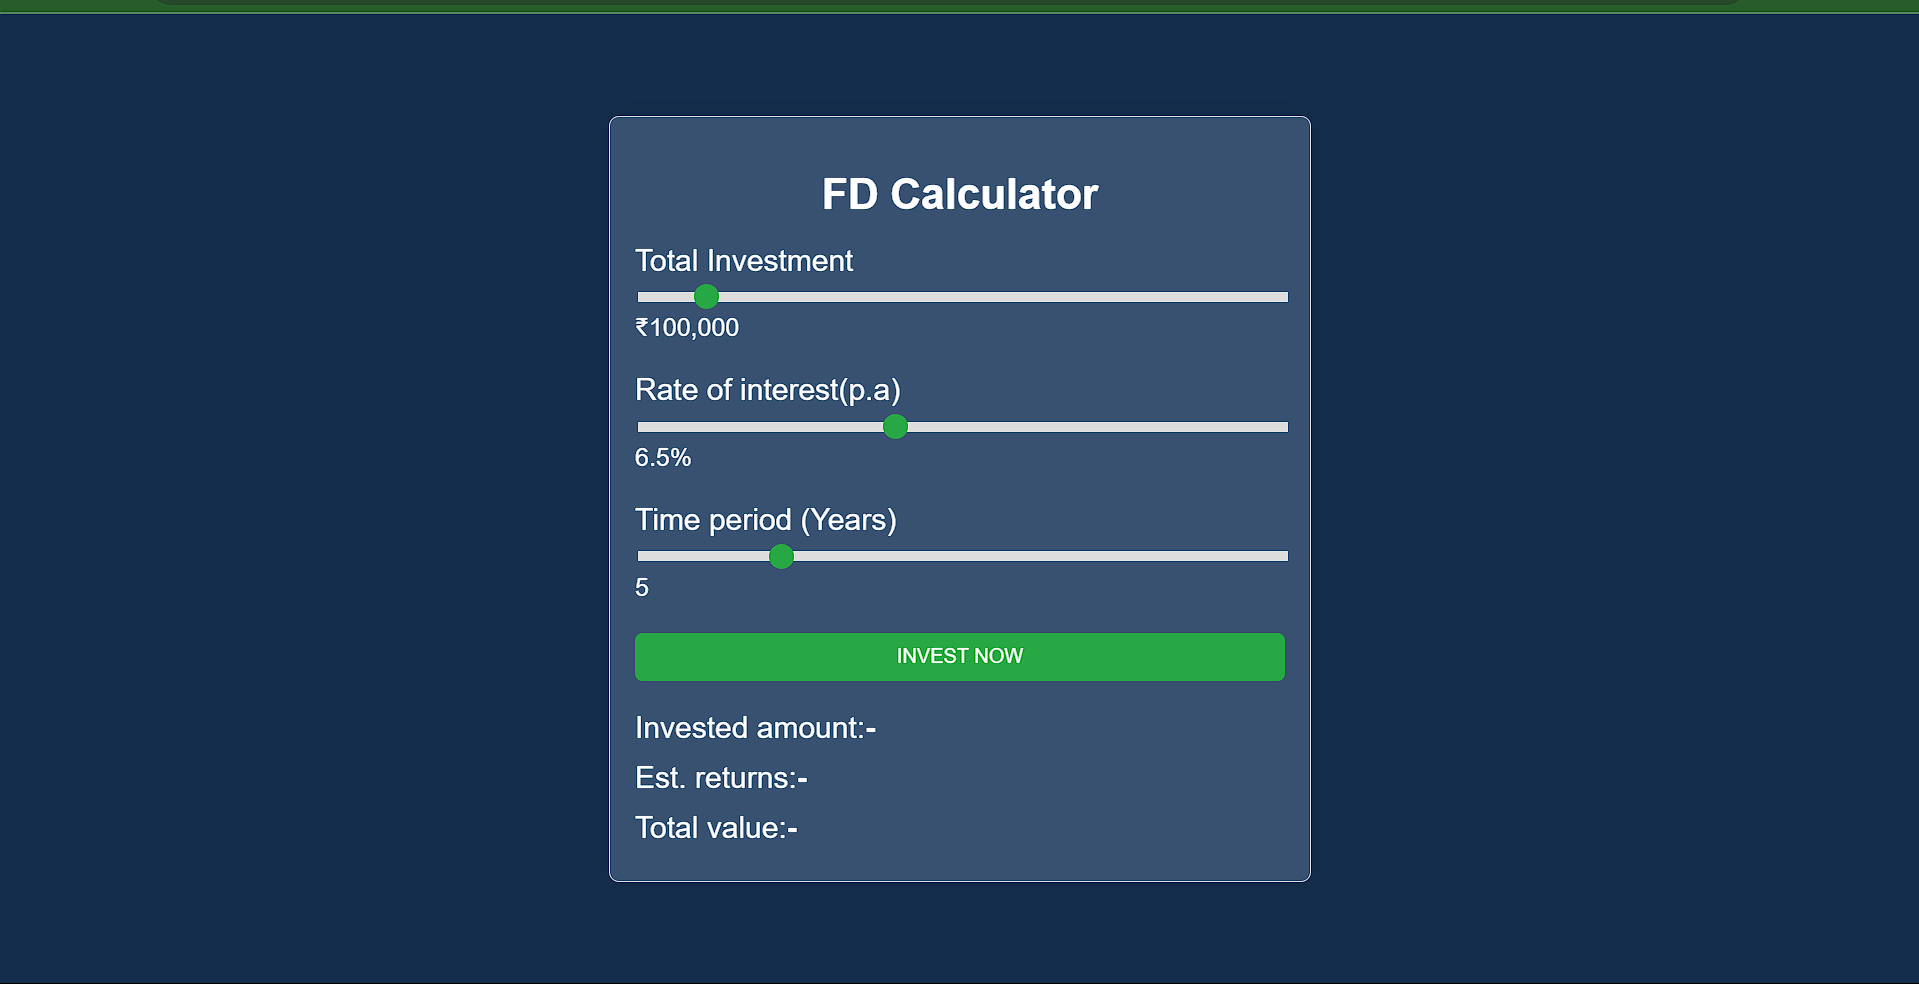 FD Calculator
Total Investment
₹100,000
Rate of interest(p.a)
6.5%
Time period (Years)
5
INVEST NOW
Invested amount:-
Est. returns:-
Total value:-